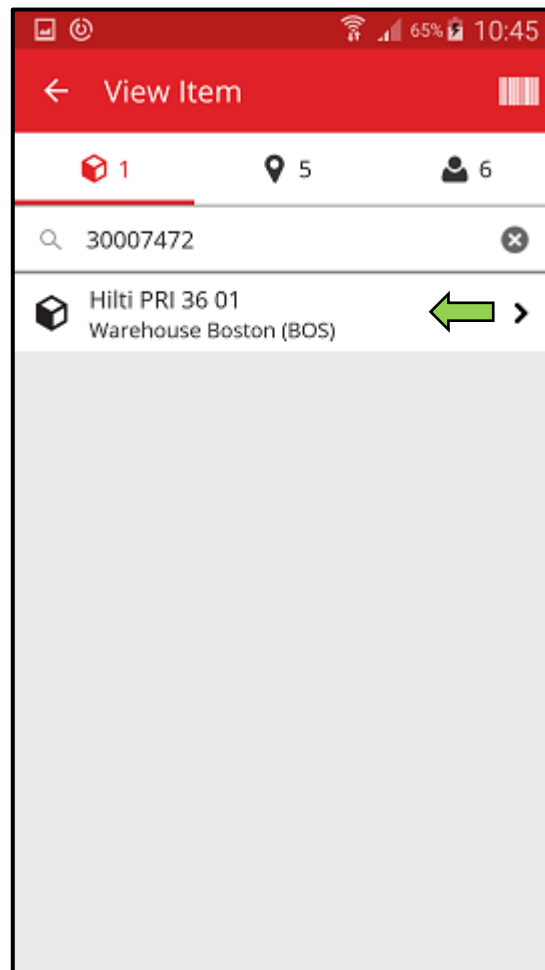 65% 10:45
View Item
1 5 6
30007472
Hilti PRI 36 01
Warehouse Boston (BOS)